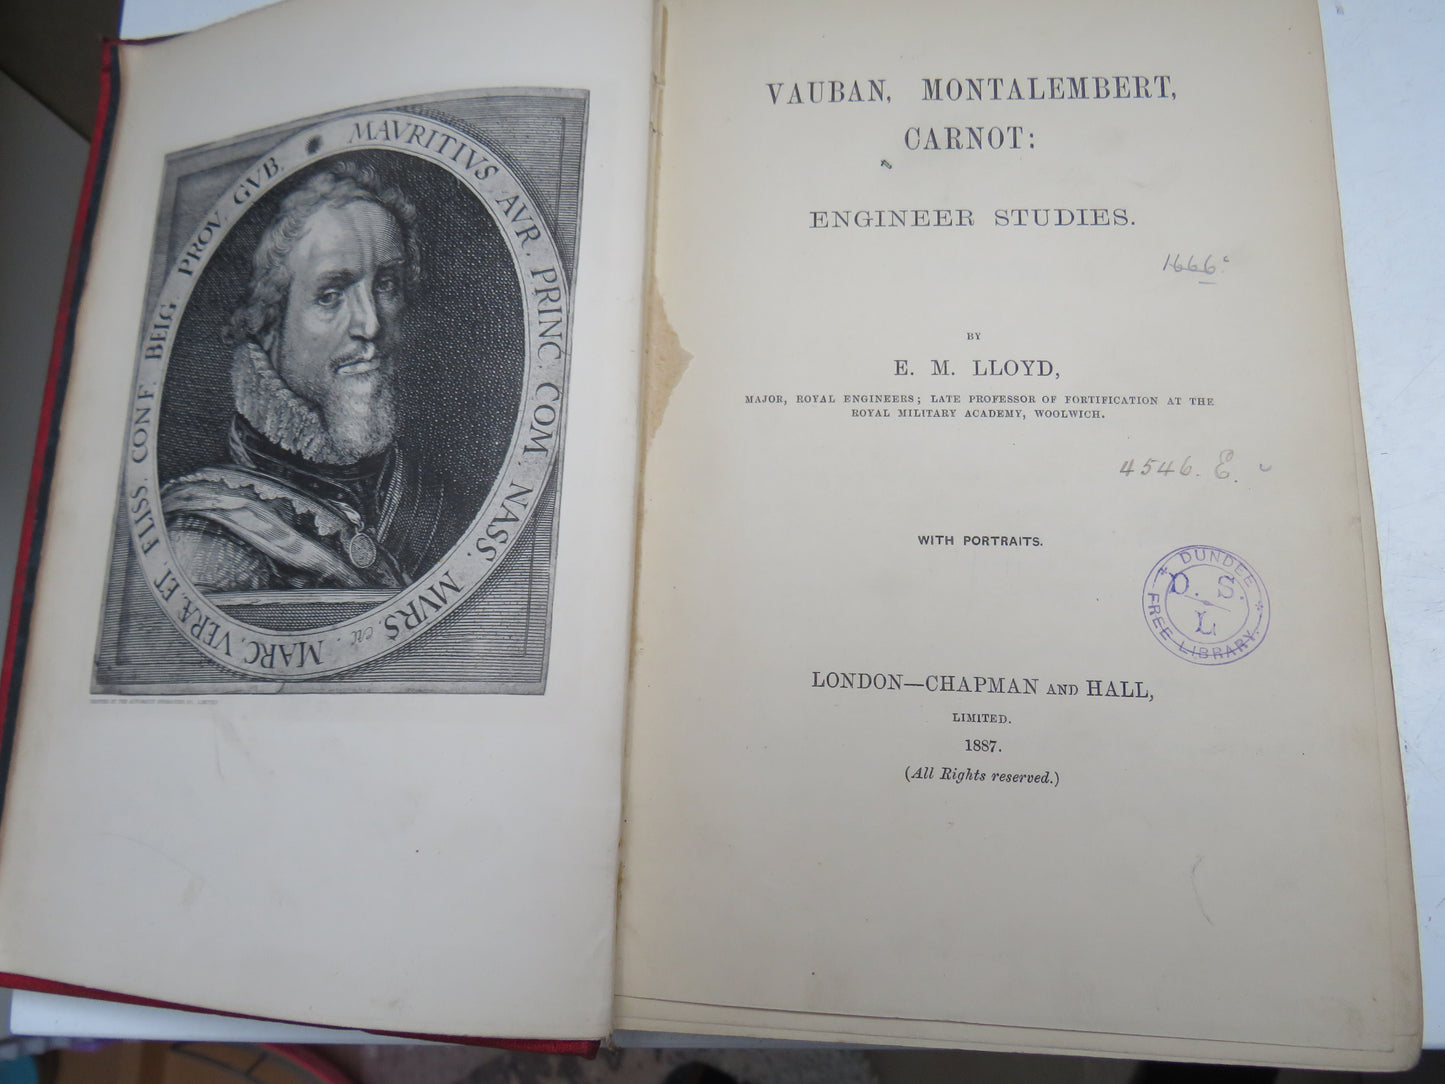 MAVRITIVS AVR. PRINC. COM. NASS. MVRS. etc. MARC. VERÆ. ET. FLISS. CONF. BELG. PROV. GVB.
VAUBAN, MONTALEMBERT,
CARNOT:
ENGINEER STUDIES.
1666.
BY
E. M. LLOYD,
MAJOR, ROYAL ENGINEERS; LATE PROFESSOR OF FORTIFICATION AT THE
ROYAL MILITARY ACADEMY, WOOLWICH.
4546. E.
WITH PORTRAITS.
DUNDEE
D. S.
L
FREE LIBRARY.
LONDON—CHAPMAN AND HALL,
LIMITED.
1887.
(All Rights reserved.)